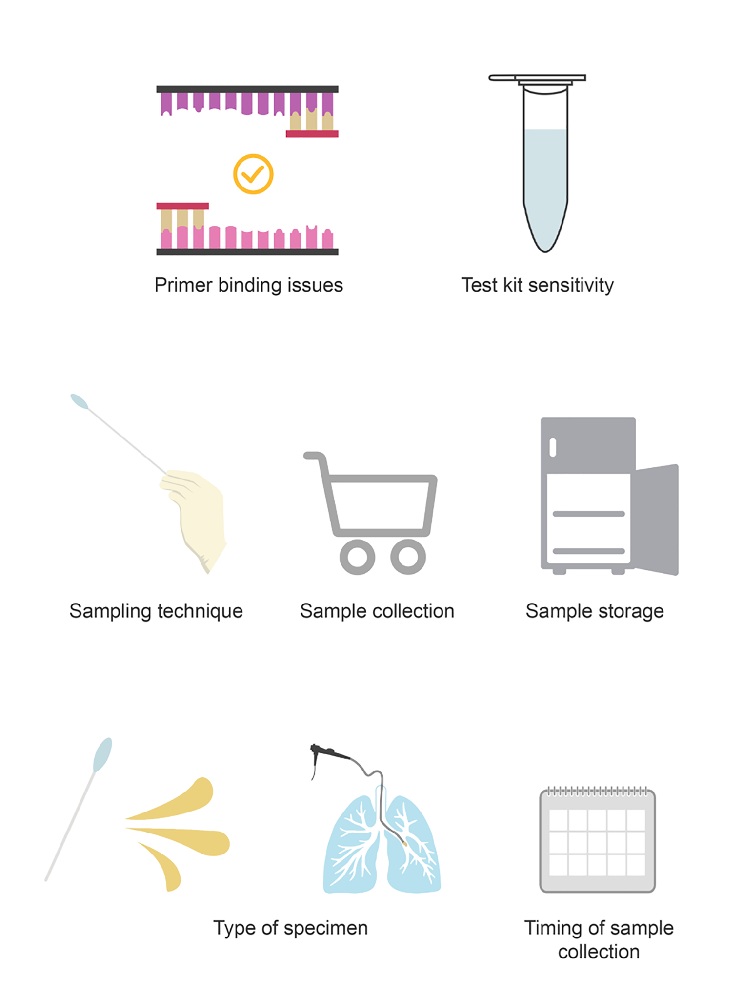 Primer binding issues
Test kit sensitivity
Sampling technique
Sample collection
Sample storage
Type of specimen
Timing of sample
collection